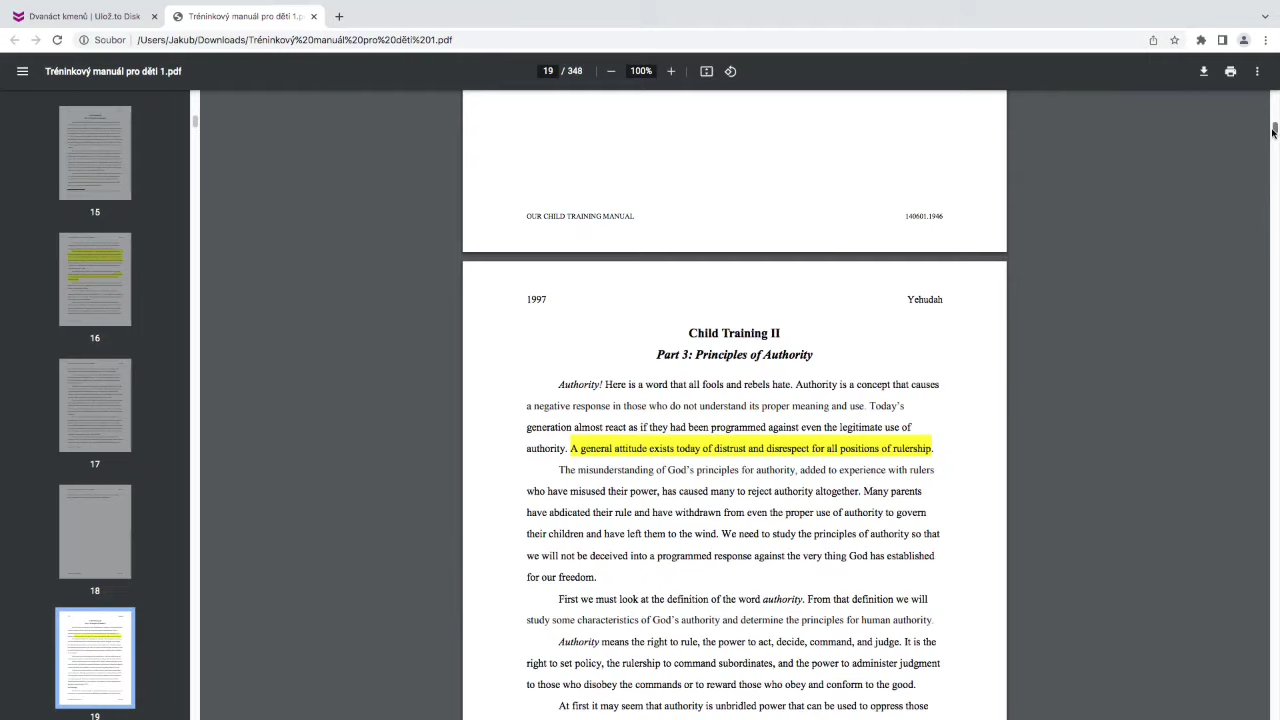 Dvanáct kmenů | Ulož.to Disk
Tréninkový manuál pro děti 1.p
Soubor
/Users/Jakub/Downloads/Tréninkový%20manuál%20pro%20děti%201.pdf
Tréninkový manuál pro děti 1.pdf
19 / 348
100%
15
16
17
18
19
OUR CHILD TRAINING MANUAL
140601.1946
1997
Yehudah
Child Training II
Part 3: Principles of Authority
Authority! Here is a word that all fools and rebels hate. Authority is a concept that causes
a negative response in those who do not understand its proper meaning and use. Today's
generation almost react as if they had been programmed against even the legitimate use of
authority. A general attitude exists today of distrust and disrespect for all positions of rulership.
The misunderstanding of God's principles for authority, added to experience with rulers
who have misused their power, has caused many to reject authority altogether. Many parents
have abdicated their rule and have withdrawn from even the proper use of authority to govern
their children and have left them to the wind. We need to study the principles of authority so that
we will not be deceived into a programmed response against the very thing God has established
for our freedom.
First we must look at the definition of the word authority. From that definition we will
study some characteristics of God's authority and determine the principles for human authority.
Authority means the right to rule, the power to act, decide, command, and judge. It is the
right to set policy, the rulership to command subordinates, and the power to administer judgment
to those who disobey the commands or to reward those who obey and conform to the good.
At first it may seem that authority is unbridled power that can be used to oppress those